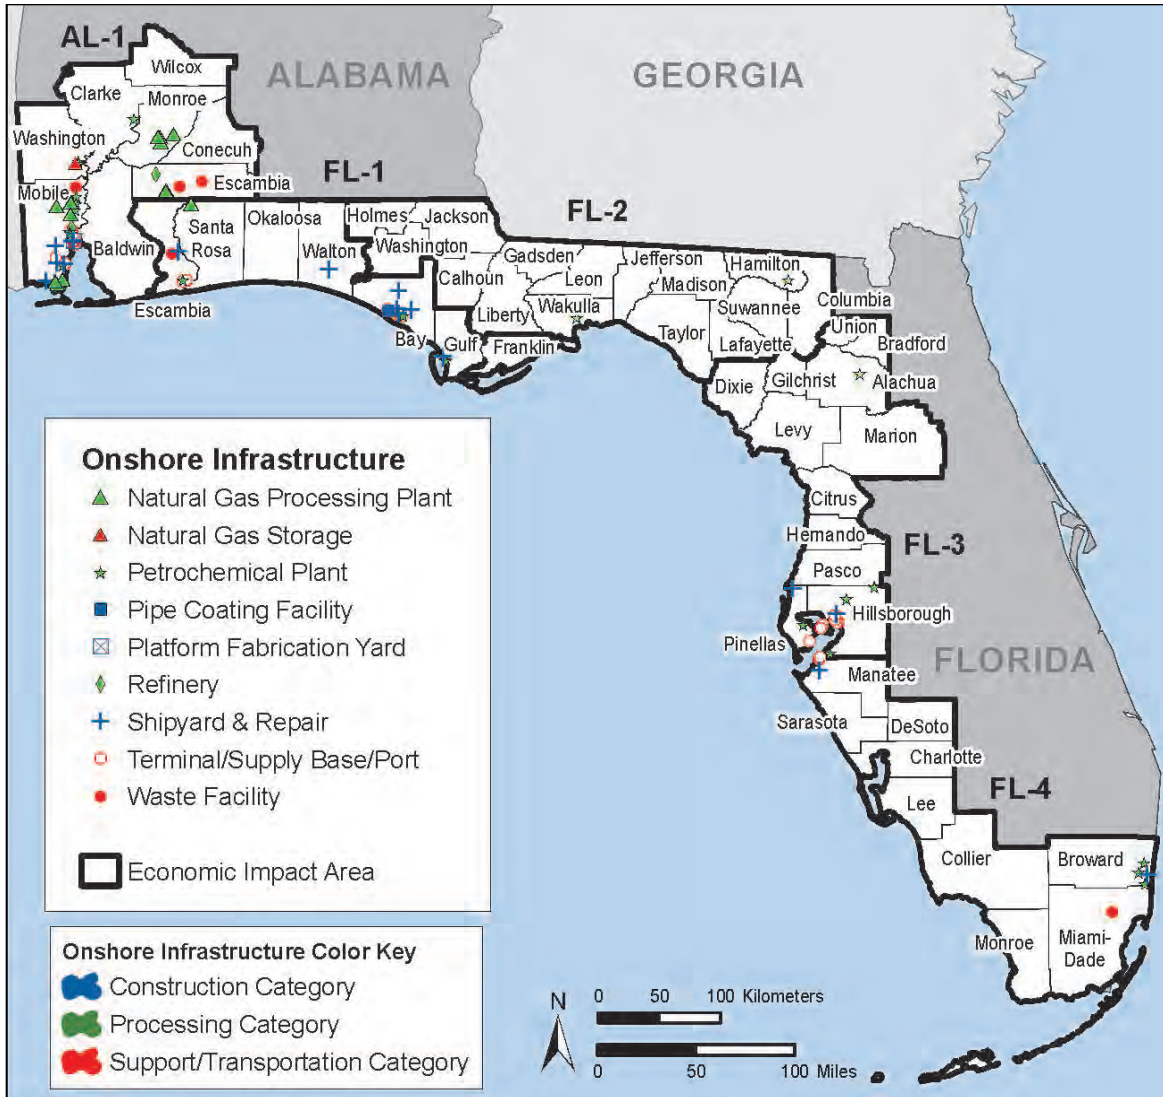 AL-1
Wilcox
ALABAMA
GEORGIA
Clarke
Monroe
Washington
Conecuh
FL-1
Mobile
Escambia
FL-2
Baldwin
Santa
Rosa
Okaloosa
Walton
Holmes
Jackson
Washington
Calhoun
Gadsden
Leon
Jefferson
Madison
Hamilton
Suwannee
Columbia
Liberty
Wakulla
Taylor
Lafayette
Union
Bradford
Escambia
Bay
Gulf
Franklin
Dixie
Gilchrist
Alachua
Levy
Marion
Citrus
Hernando
FL-3
Pasco
Hillsborough
Pinellas
FLORIDA
Manatee
Sarasota
DeSoto
Charlotte
FL-4
Lee
Collier
Broward
Monroe
Miami-
Dade
Onshore Infrastructure
Natural Gas Processing Plant
Natural Gas Storage
Petrochemical Plant
Pipe Coating Facility
Platform Fabrication Yard
Refinery
Shipyard & Repair
Terminal/Supply Base/Port
Waste Facility
Economic Impact Area
Onshore Infrastructure Color Key
Construction Category
Processing Category
Support/Transportation Category
N
0 50 100 Kilometers
0 50 100 Miles